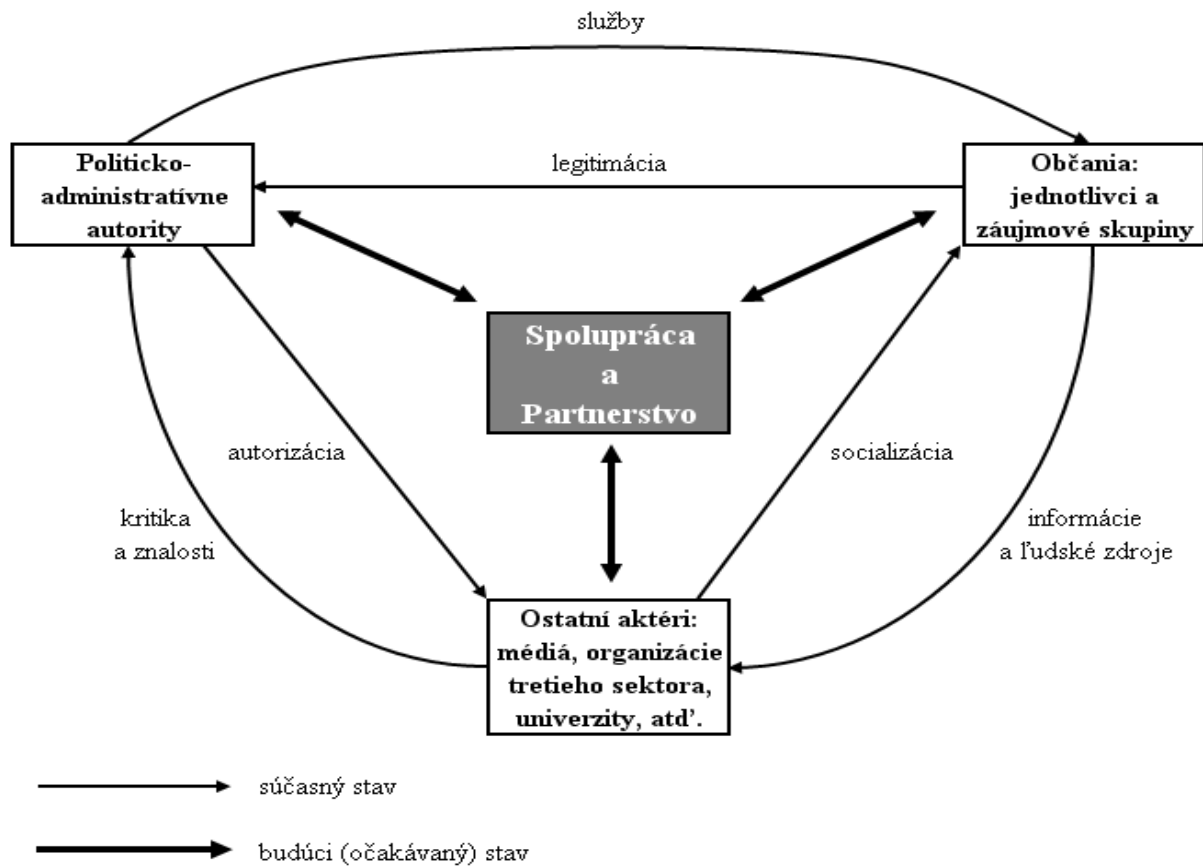 služby
Politicko-
administratívne
autority
legitimácia
Občania:
jednotlivci a
záujmové skupiny
Spolupráca
a
Partnerstvo
autorizácia
socializácia
kritika
a znalosti
informácie
a ľudské zdroje
Ostatní aktéri:
médiá, organizácie
tretieho sektora,
univerzity, atď.
súčasný stav
budúci (očakávaný) stav